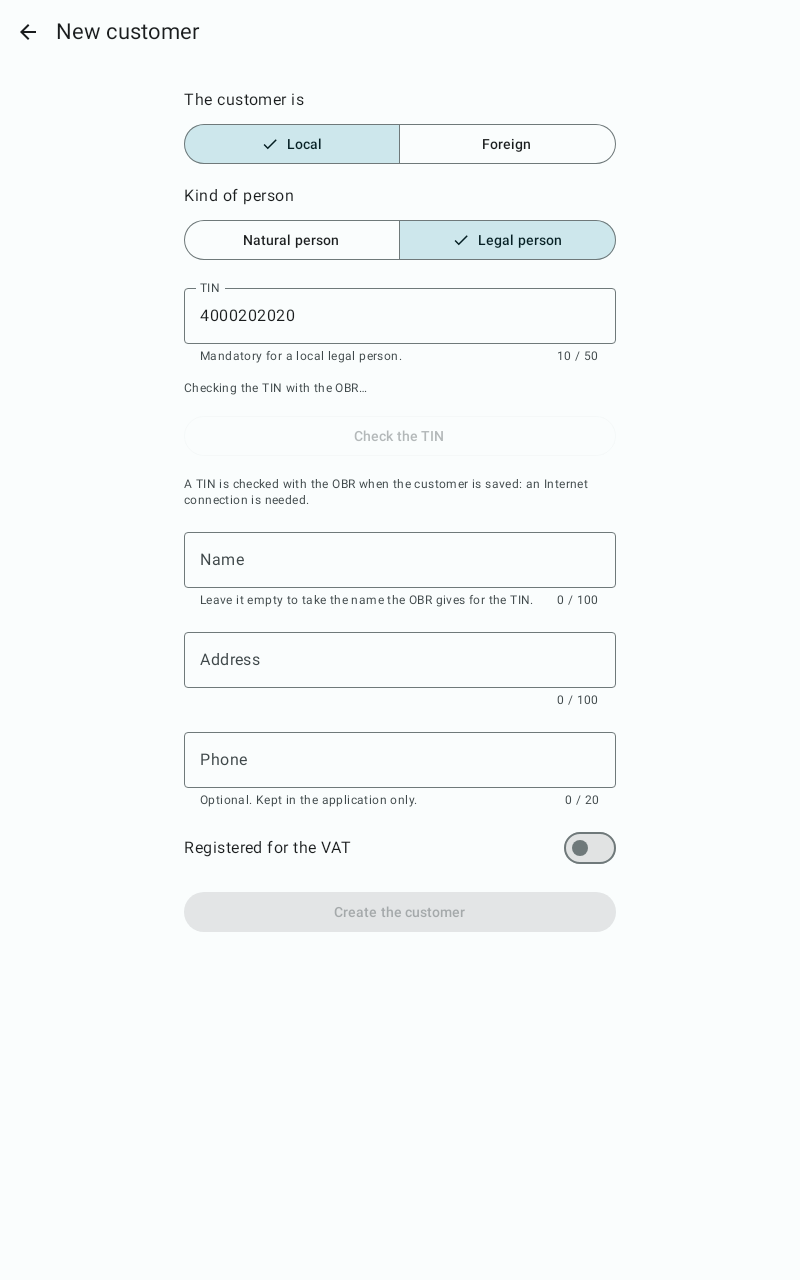 New customer
The customer is
Local
Foreign
Kind of person
Natural person
Legal person
TIN
4000202020
Mandatory for a local legal person.
10 / 50
Checking the TIN with the OBR…
Check the TIN
A TIN is checked with the OBR when the customer is saved: an Internet
connection is needed.
Name
Leave it empty to take the name the OBR gives for the TIN.
0 / 100
Address
0 / 100
Phone
Optional. Kept in the application only.
0 / 20
Registered for the VAT
Create the customer